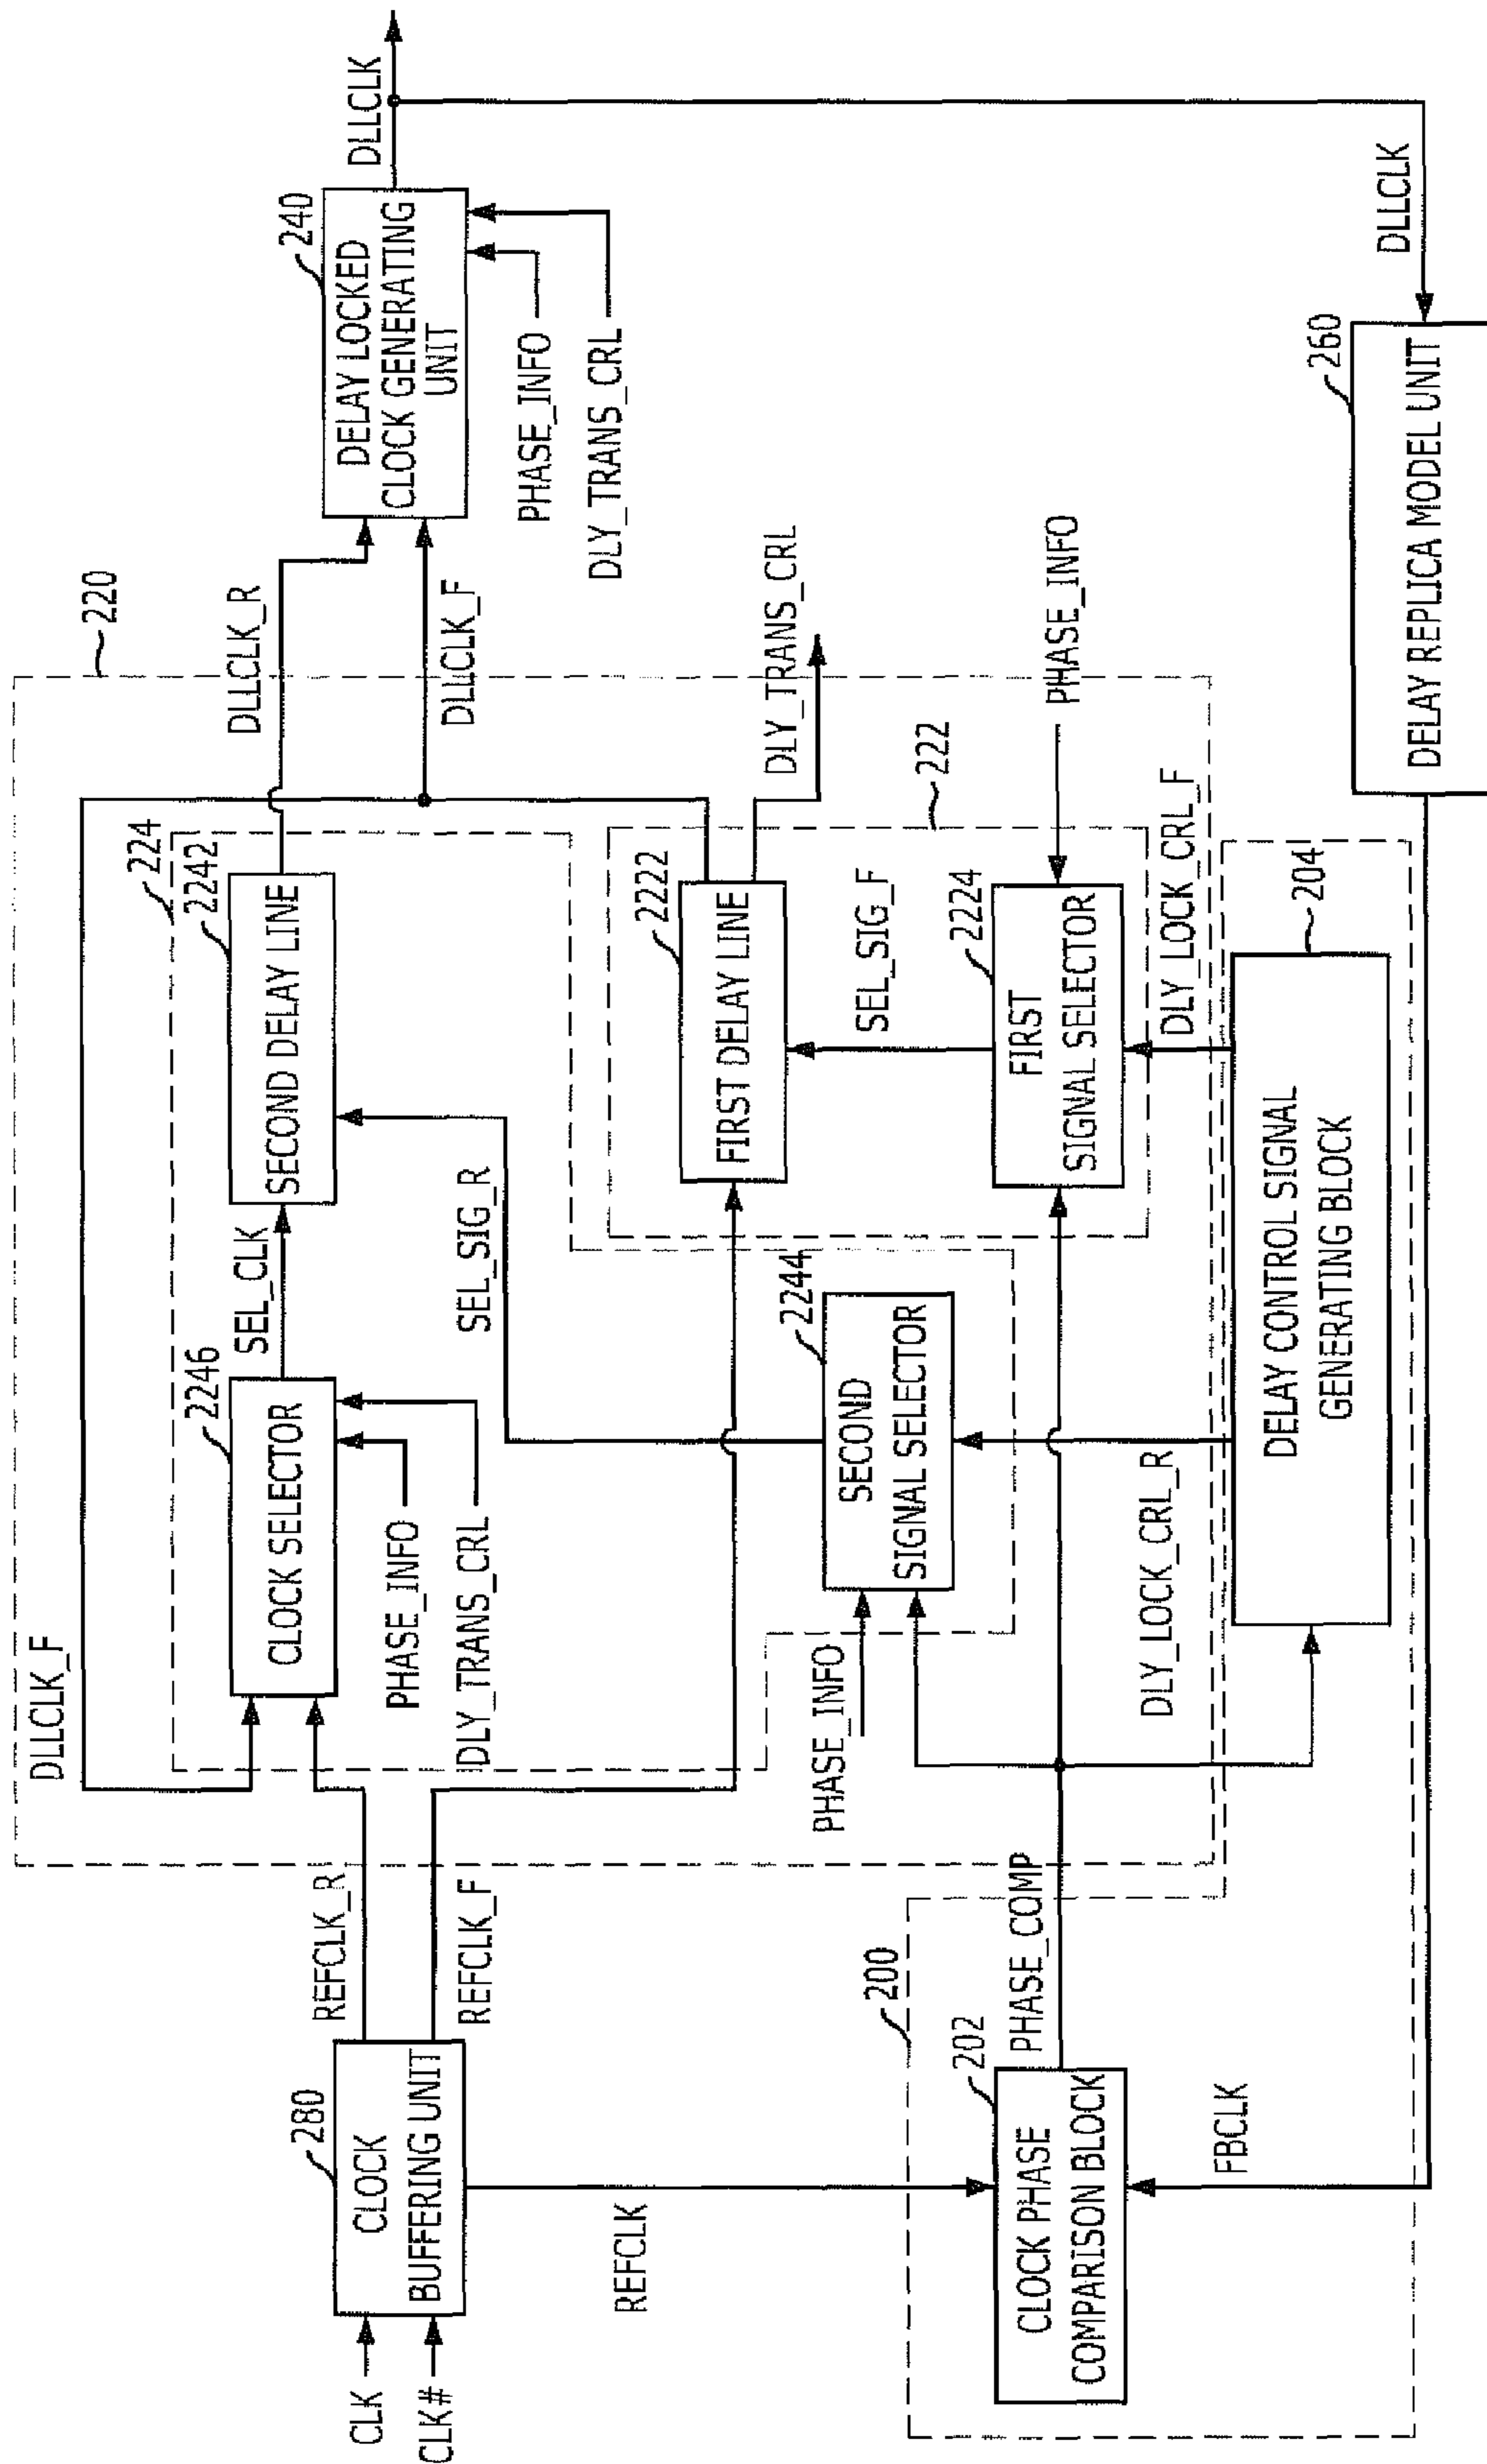 CLK
CLK#
280
CLOCK
BUFFERING UNIT
REFCLK_R
REFCLK_F
REFCLK
DLLCLK_F
220
224
2246
CLOCK SELECTOR
PHASE_INFO
DLY_TRANS_CRL
SEL_CLK
2242
SECOND DELAY LINE
SEL_SIG_R
DLLCLK_R
DLLCLK_F
240
DELAY LOCKED
CLOCK GENERATING
UNIT
PHASE_INFO
DLY_TRANS_CRL
DLLCLK
2222
FIRST DELAY LINE
SEL_SIG_F
DLY_TRANS_CRL
222
2224
FIRST
SIGNAL SELECTOR
PHASE_INFO
DLY_LOCK_CRL_F
2244
SECOND
SIGNAL SELECTOR
PHASE_INFO
DLY_LOCK_CRL_R
200
202
CLOCK PHASE
COMPARISON BLOCK
PHASE_COMP
FBCLK
204
DELAY CONTROL SIGNAL
GENERATING BLOCK
260
DELAY REPLICA MODEL UNIT
DLLCLK